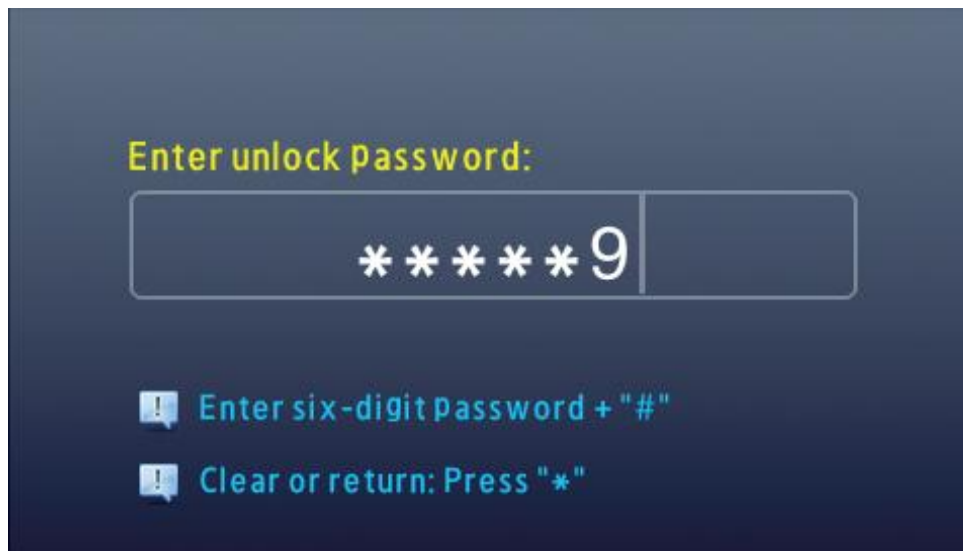 Enter unlock password:
*****9
Enter six-digit password + "#"
Clear or return: Press "*"